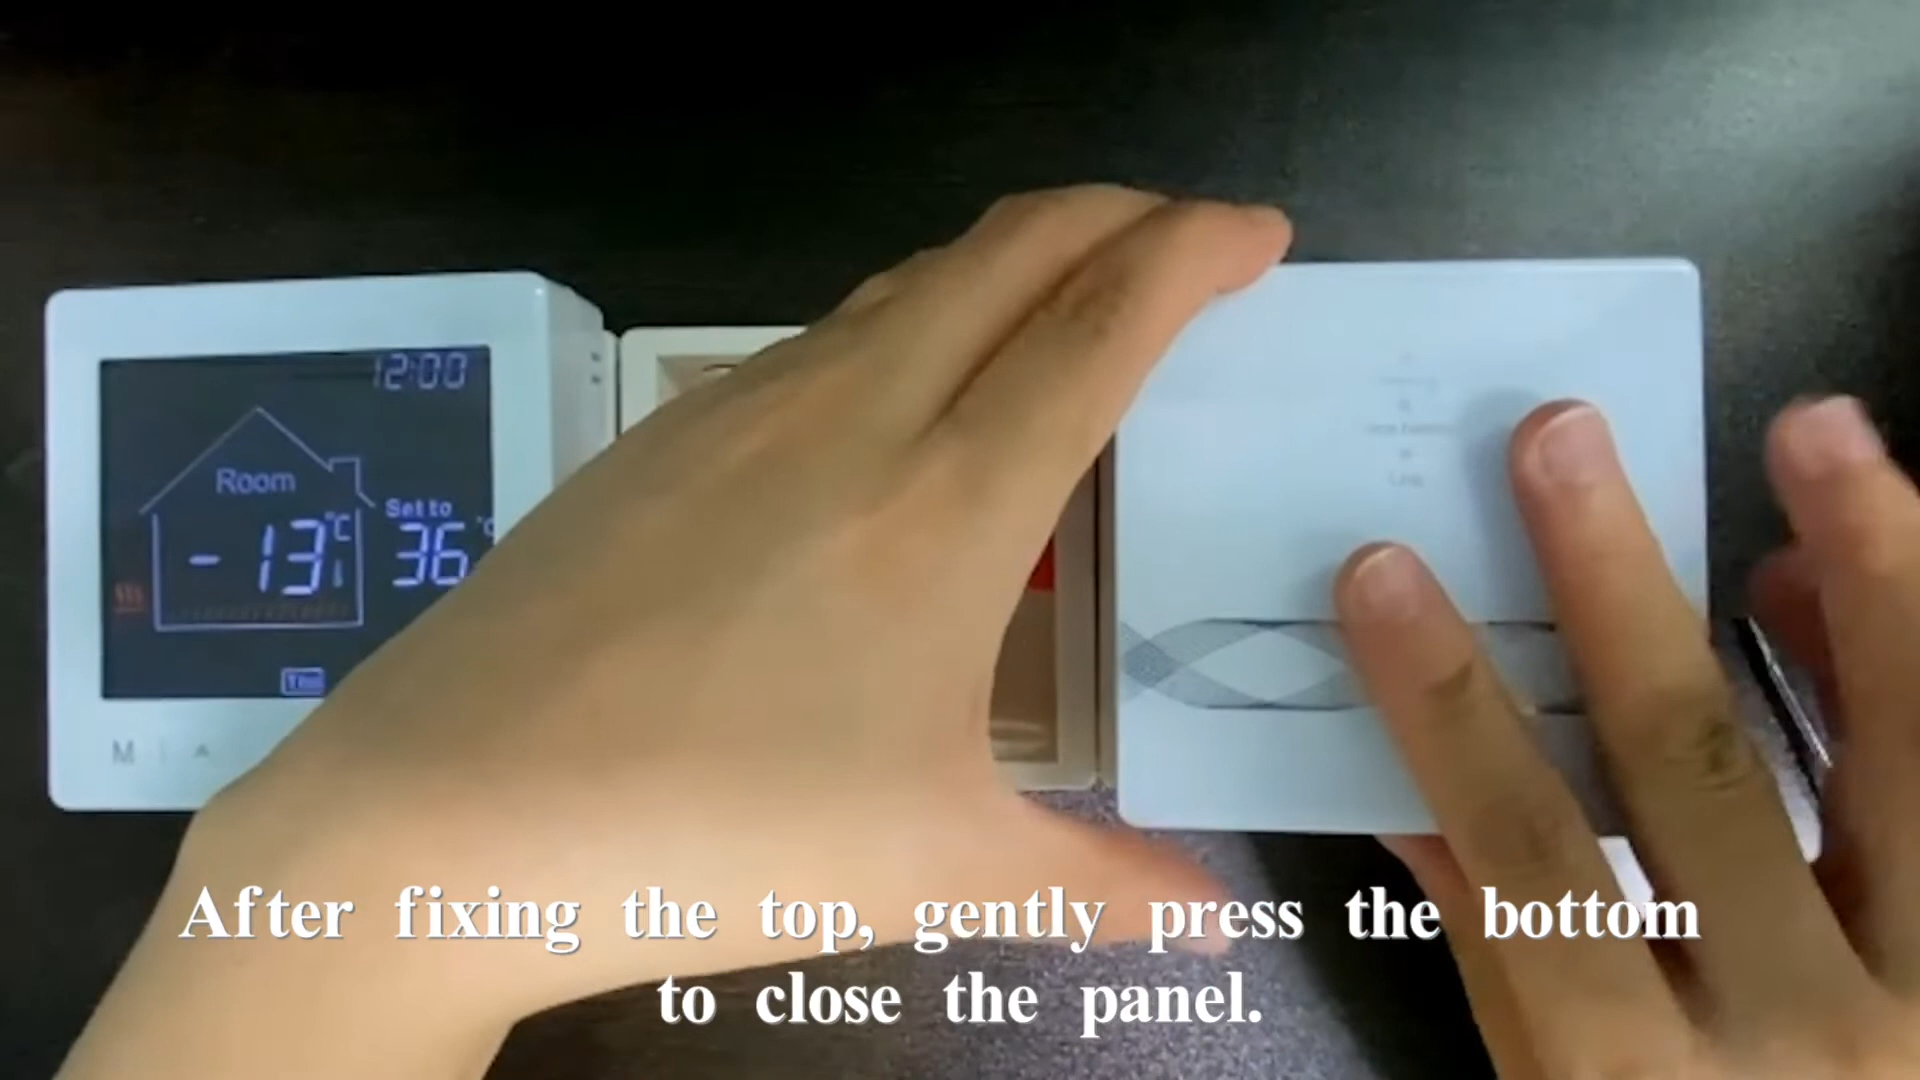 12:00
Room
Set to
-13°C
36°C
M
After fixing the top, gently press the bottom
to close the panel.